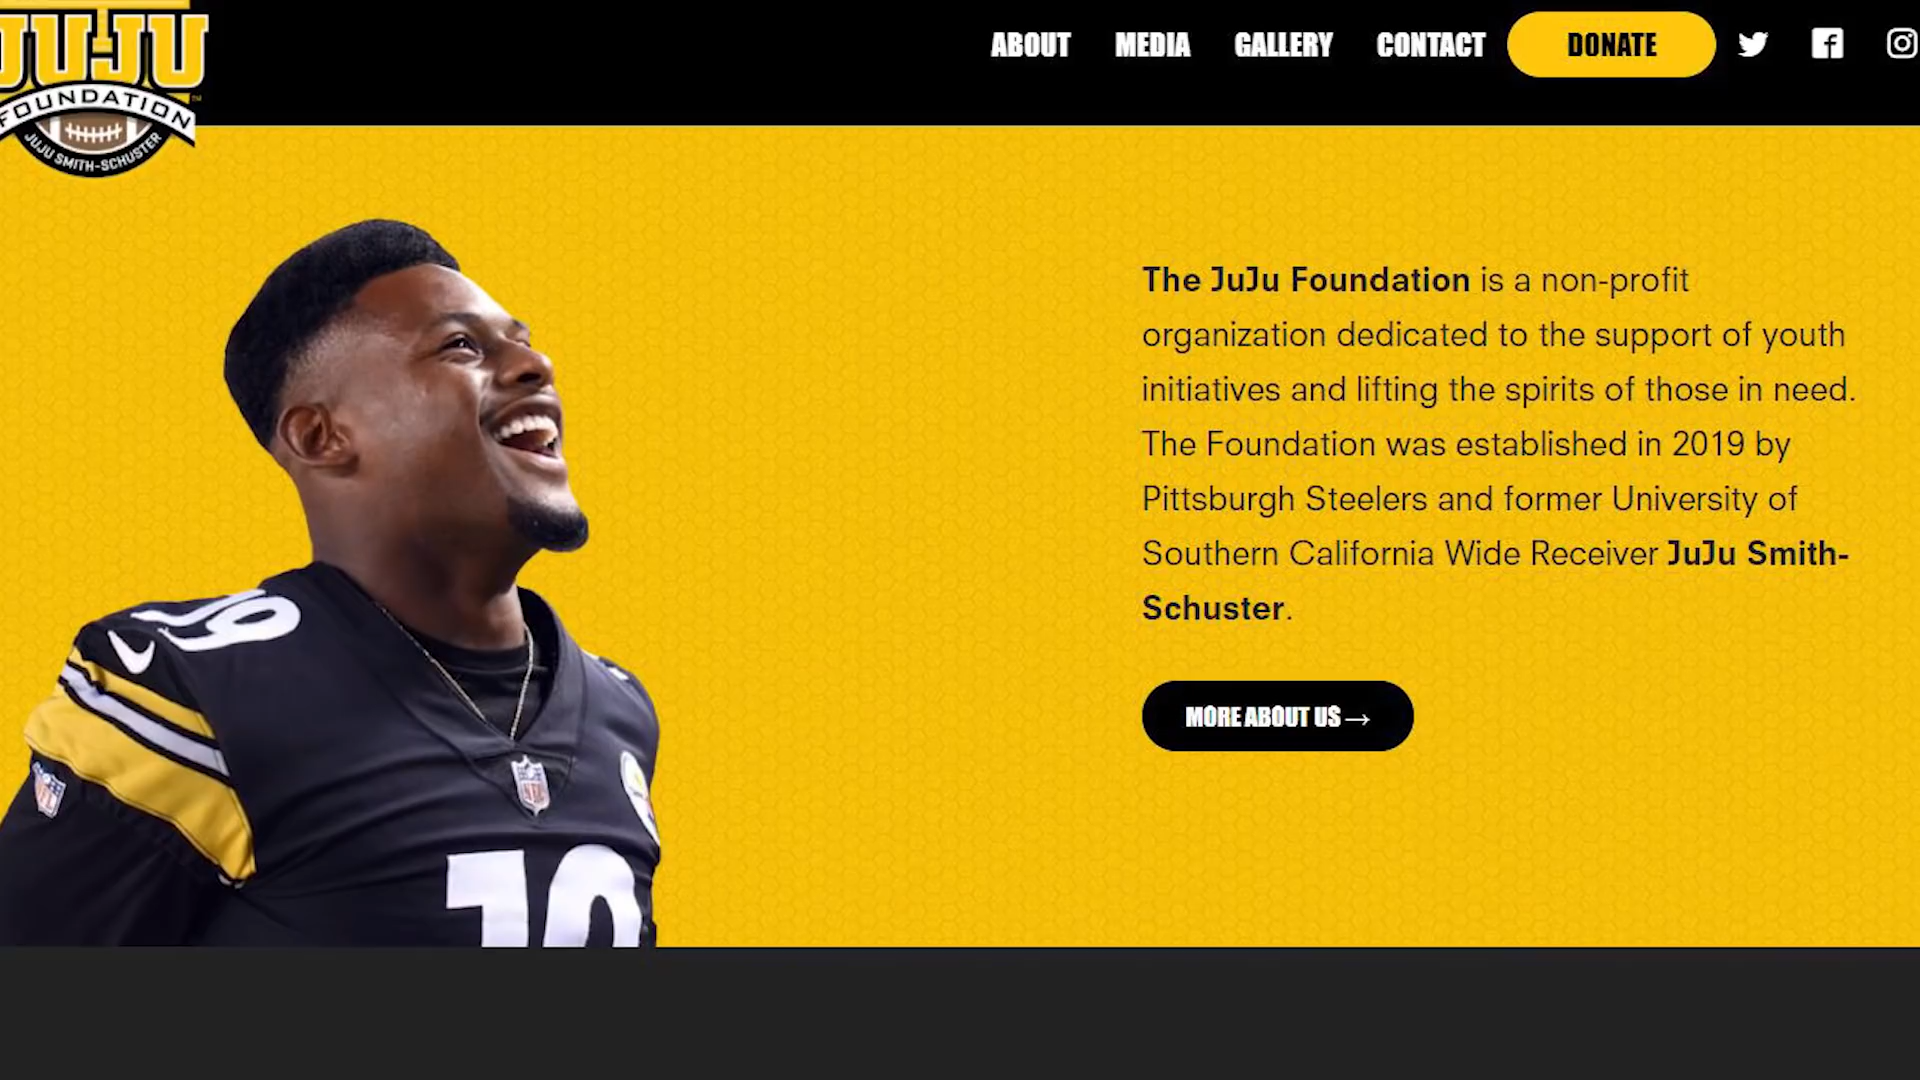 JUJU
FOUNDATION
JUJU SMITH-SCHUSTER
ABOUT MEDIA GALLERY CONTACT DONATE
The JuJu Foundation is a non-profit
organization dedicated to the support of youth
initiatives and lifting the spirits of those in need.
The Foundation was established in 2019 by
Pittsburgh Steelers and former University of
Southern California Wide Receiver JuJu Smith-
Schuster.
MORE ABOUT US →
19
NFL
NFL
19